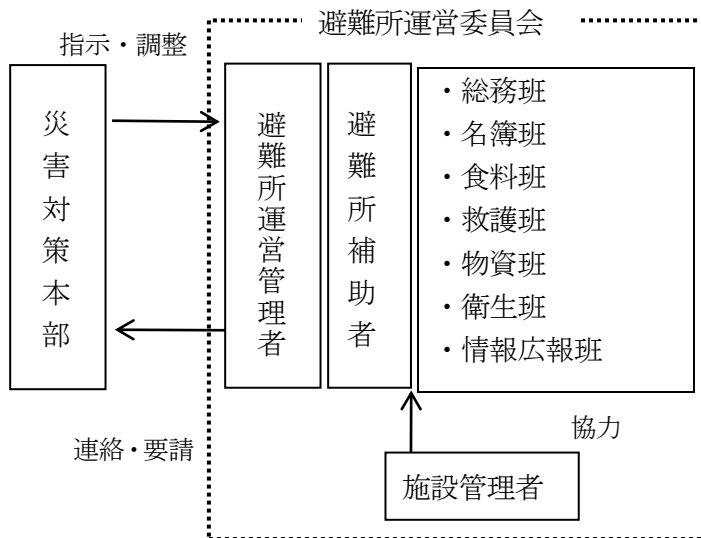 避難所運営委員会
指示・調整
災害対策本部
避難所運営管理者
避難所補助者
・総務班
・名簿班
・食料班
・救護班
・物資班
・衛生班
・情報広報班
連絡・要請
協力
施設管理者